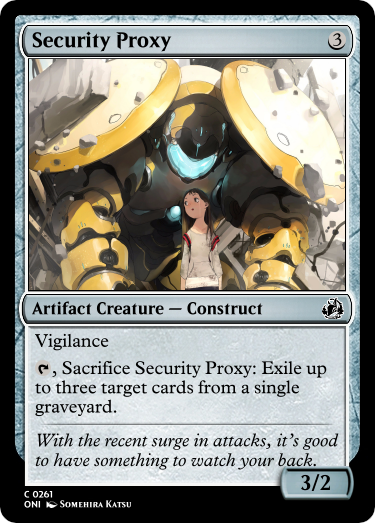 Security Proxy 3
Artifact Creature — Construct
Vigilance
, Sacrifice Security Proxy: Exile up
to three target cards from a single
graveyard.
With the recent surge in attacks, it's good
to have something to watch your back.
3/2
C 0261
ONI Somehira Katsu